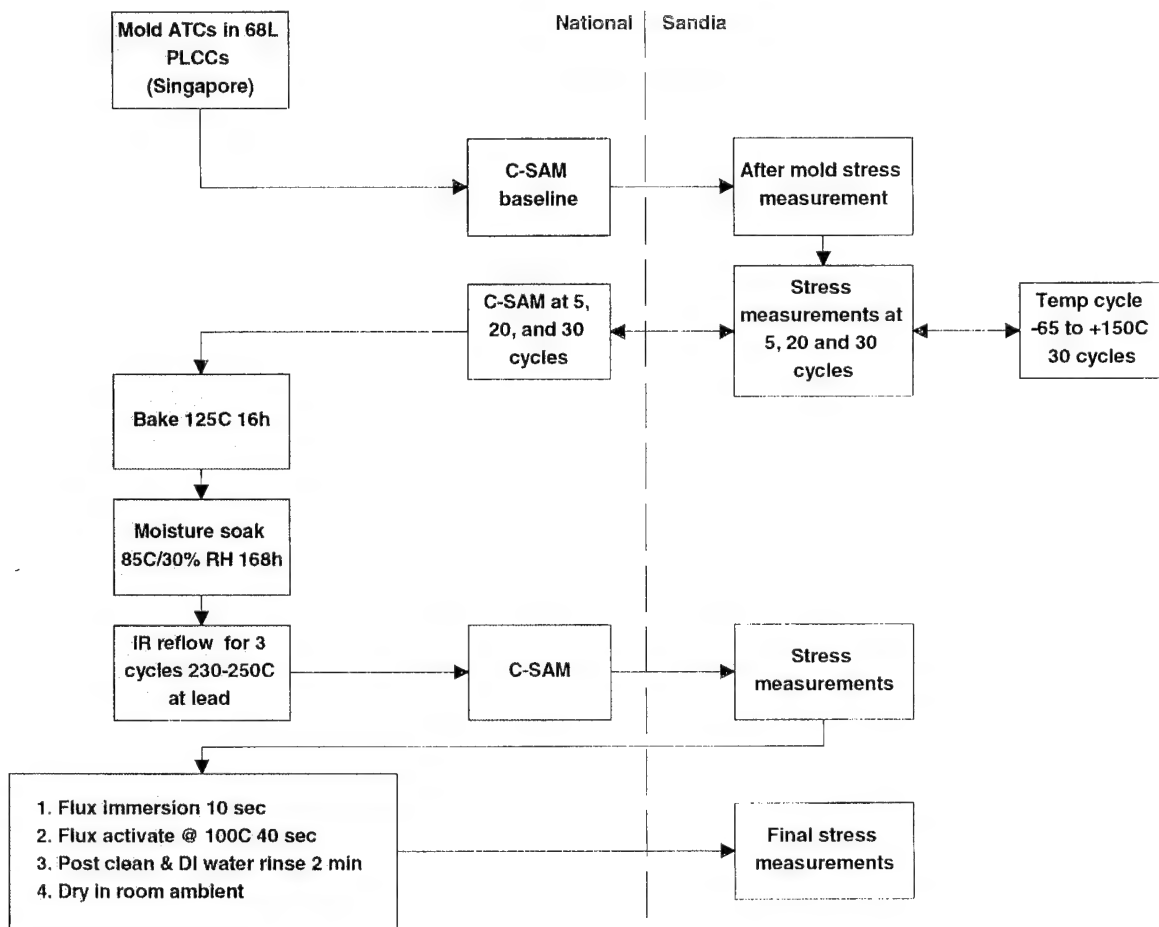 National
Sandia
Mold ATCs in 68L
PLCCs
(Singapore)
C-SAM
baseline
After mold stress
measurement
C-SAM at 5,
20, and 30
cycles
Stress
measurements at
5, 20 and 30
cycles
Temp cycle
-65 to +150C
30 cycles
Bake 125C 16h
Moisture soak
85C/30% RH 168h
IR reflow for 3
cycles 230-250C
at lead
C-SAM
Stress
measurements
1. Flux immersion 10 sec
2. Flux activate @ 100C 40 sec
3. Post clean & DI water rinse 2 min
4. Dry in room ambient
Final stress
measurements